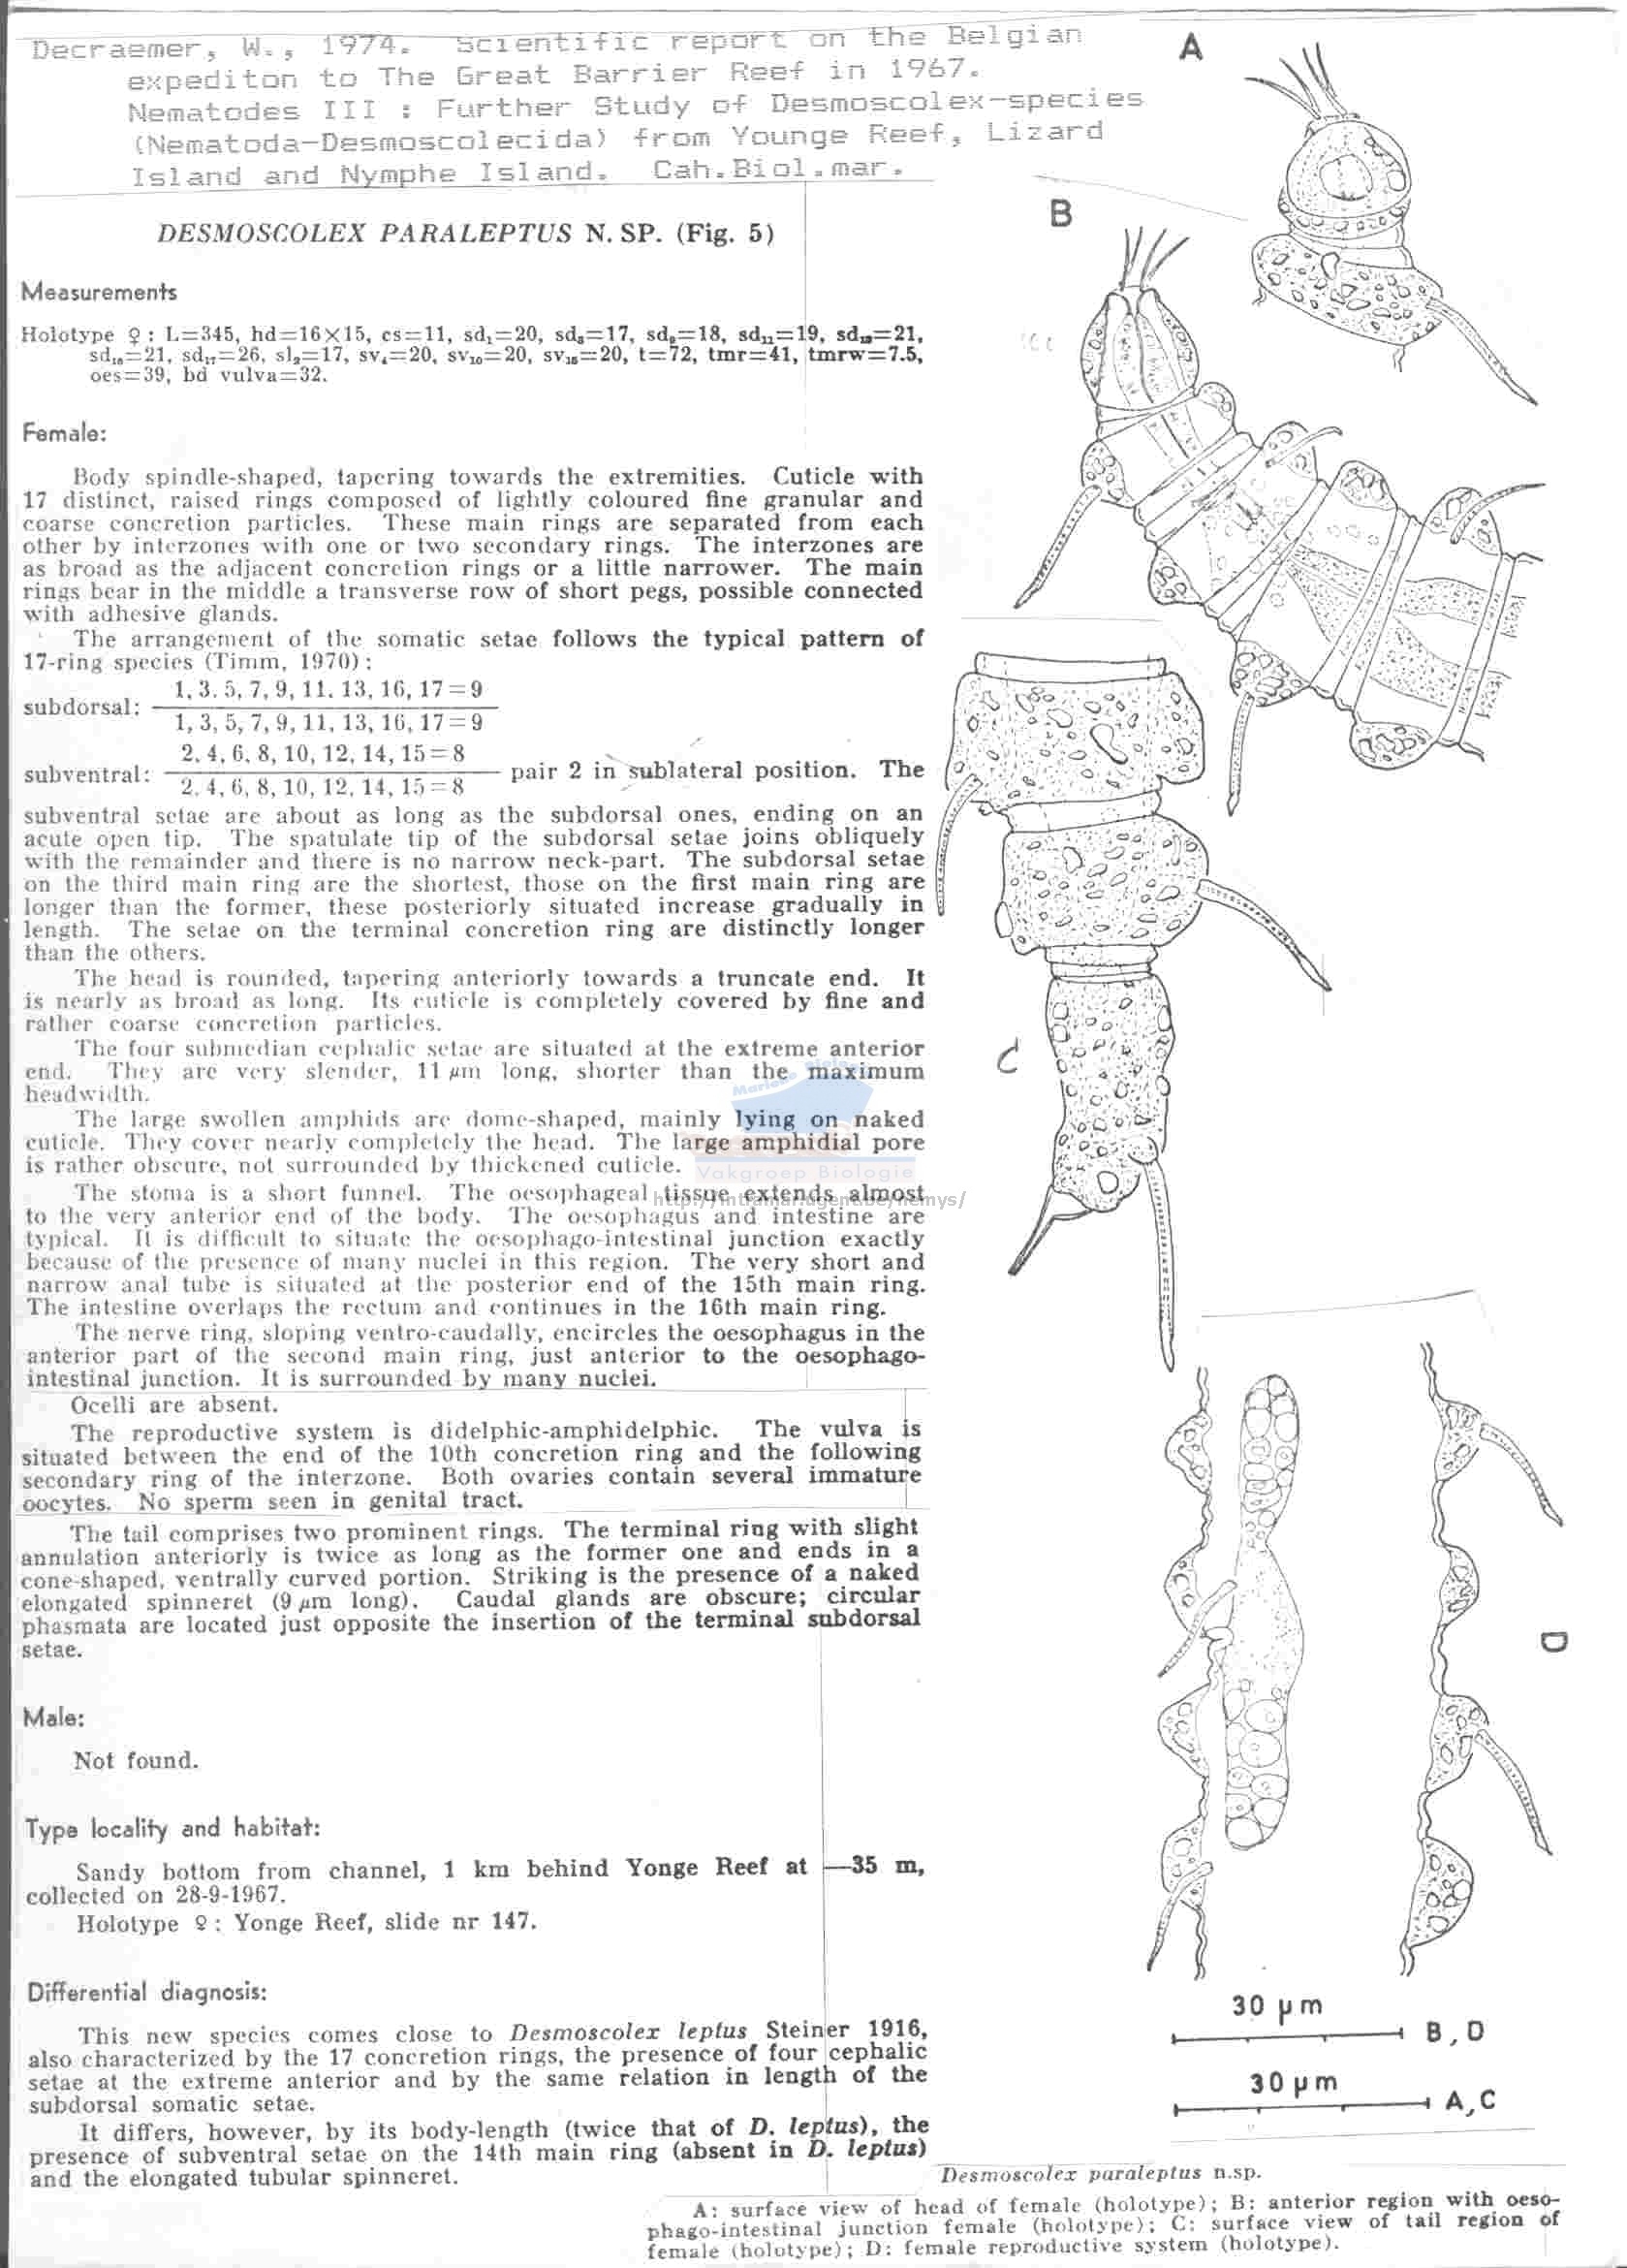 Decraemer, W., 1974. Scientific report on the Belgian
expediton to The Great Barrier Reef in 1967.
Nematodes III : Further Study of Desmoscolex-species
(Nematoda-Desmoscolecida) from Younge Reef, Lizard
Island and Nymphe Island. Cah.Biol.mar.
DESMOSCOLEX PARALEPTUS N. SP. (Fig. 5)
Measurements
Holotype ♀ : L=345, hd=16×15, cs=11, sd₁=20, sd₃=17, sd₉=18, sd₁₁=19, =21,
=21, sd₁₇=26, sl₂=17, sv₄=20, sv₁₀=20, =20, t=72, tmr=41, tmrw=7.5,
oes=39, bd vulva=32.
Female:
Body spindle-shaped, tapering towards the extremities. Cuticle with
17 distinct, raised rings composed of lightly coloured fine granular and
coarse concretion particles. These main rings are separated from each
other by interzones with one or two secondary rings. The interzones are
as broad as the adjacent concretion rings or a little narrower. The main
rings bear in the middle a transverse row of short pegs, possible connected
with adhesive glands.
The arrangement of the somatic setae follows the typical pattern of
17-ring species (Timm, 1970) :
1, 3. 5, 7, 9, 11. 13, 16, 17 = 9
subdorsal:
1, 3, 5, 7, 9, 11, 13, 16, 17 = 9
2, 4, 6, 8, 10, 12, 14, 15 = 8
subventral: pair 2 in sublateral position. The
2, 4, 6, 8, 10, 12, 14, 15 = 8
subventral setae are about as long as the subdorsal ones, ending on an
acute open tip. The spatulate tip of the subdorsal setae joins obliquely
with the remainder and there is no narrow neck-part. The subdorsal setae
on the third main ring are the shortest, those on the first main ring are
longer than the former, these posteriorly situated increase gradually in
length. The setae on the terminal concretion ring are distinctly longer
than the others.
The head is rounded, tapering anteriorly towards a truncate end. It
is nearly as broad as long. Its cuticle is completely covered by fine and
rather coarse concretion particles.
The four submedian cephalic setae are situated at the extreme anterior
end. They are very slender, 11 µm long, shorter than the maximum
headwidth.
The large swollen amphids are dome-shaped, mainly lying on naked
cuticle. They cover nearly completely the head. The large amphidial pore
is rather obscure, not surrounded by thickened cuticle.
Vakgroep Biologie
The stoma is a short funnel. The oesophageal tissue extends almost
to the very anterior end of the body. The oesophagus and intestine are
typical. It is difficult to situate the oesophago-intestinal junction exactly
because of the presence of many nuclei in this region. The very short and
narrow anal tube is situated at the posterior end of the 15th main ring.
The intestine overlaps the rectum and continues in the 16th main ring.
The nerve ring, sloping ventro-caudally, encircles the oesophagus in the
anterior part of the second main ring, just anterior to the oesophago-
intestinal junction. It is surrounded by many nuclei.
Ocelli are absent.
The reproductive system is didelphic-amphidelphic. The vulva is
situated between the end of the 10th concretion ring and the following
secondary ring of the interzone. Both ovaries contain several immature
oocytes. No sperm seen in genital tract.
The tail comprises two prominent rings. The terminal ring with slight
annulation anteriorly is twice as long as the former one and ends in a
cone-shaped, ventrally curved portion. Striking is the presence of a naked
elongated spinneret (9 µm long). Caudal glands are obscure; circular
phasmata are located just opposite the insertion of the terminal subdorsal
setae.
Male:
Not found.
Type locality and habitat:
Sandy bottom from channel, 1 km behind Yonge Reef at —35 m,
collected on 28-9-1967.
Holotype ♀ : Yonge Reef, slide nr 147.
Differential diagnosis:
This new species comes close to Desmoscolex leptus Steiner 1916,
also characterized by the 17 concretion rings, the presence of four cephalic
setae at the extreme anterior and by the same relation in length of the
subdorsal somatic setae.
It differs, however, by its body-length (twice that of D. leptus), the
presence of subventral setae on the 14th main ring (absent in D. leptus)
and the elongated tubular spinneret.
A
B
C
D
30 µm
B, D
30 µm
A, C
Desmoscolex paraleptus n.sp.
A: surface view of head of female (holotype); B: anterior region with oeso-
phago-intestinal junction female (holotype); C: surface view of tail region of
female (holotype); D: female reproductive system (holotype).